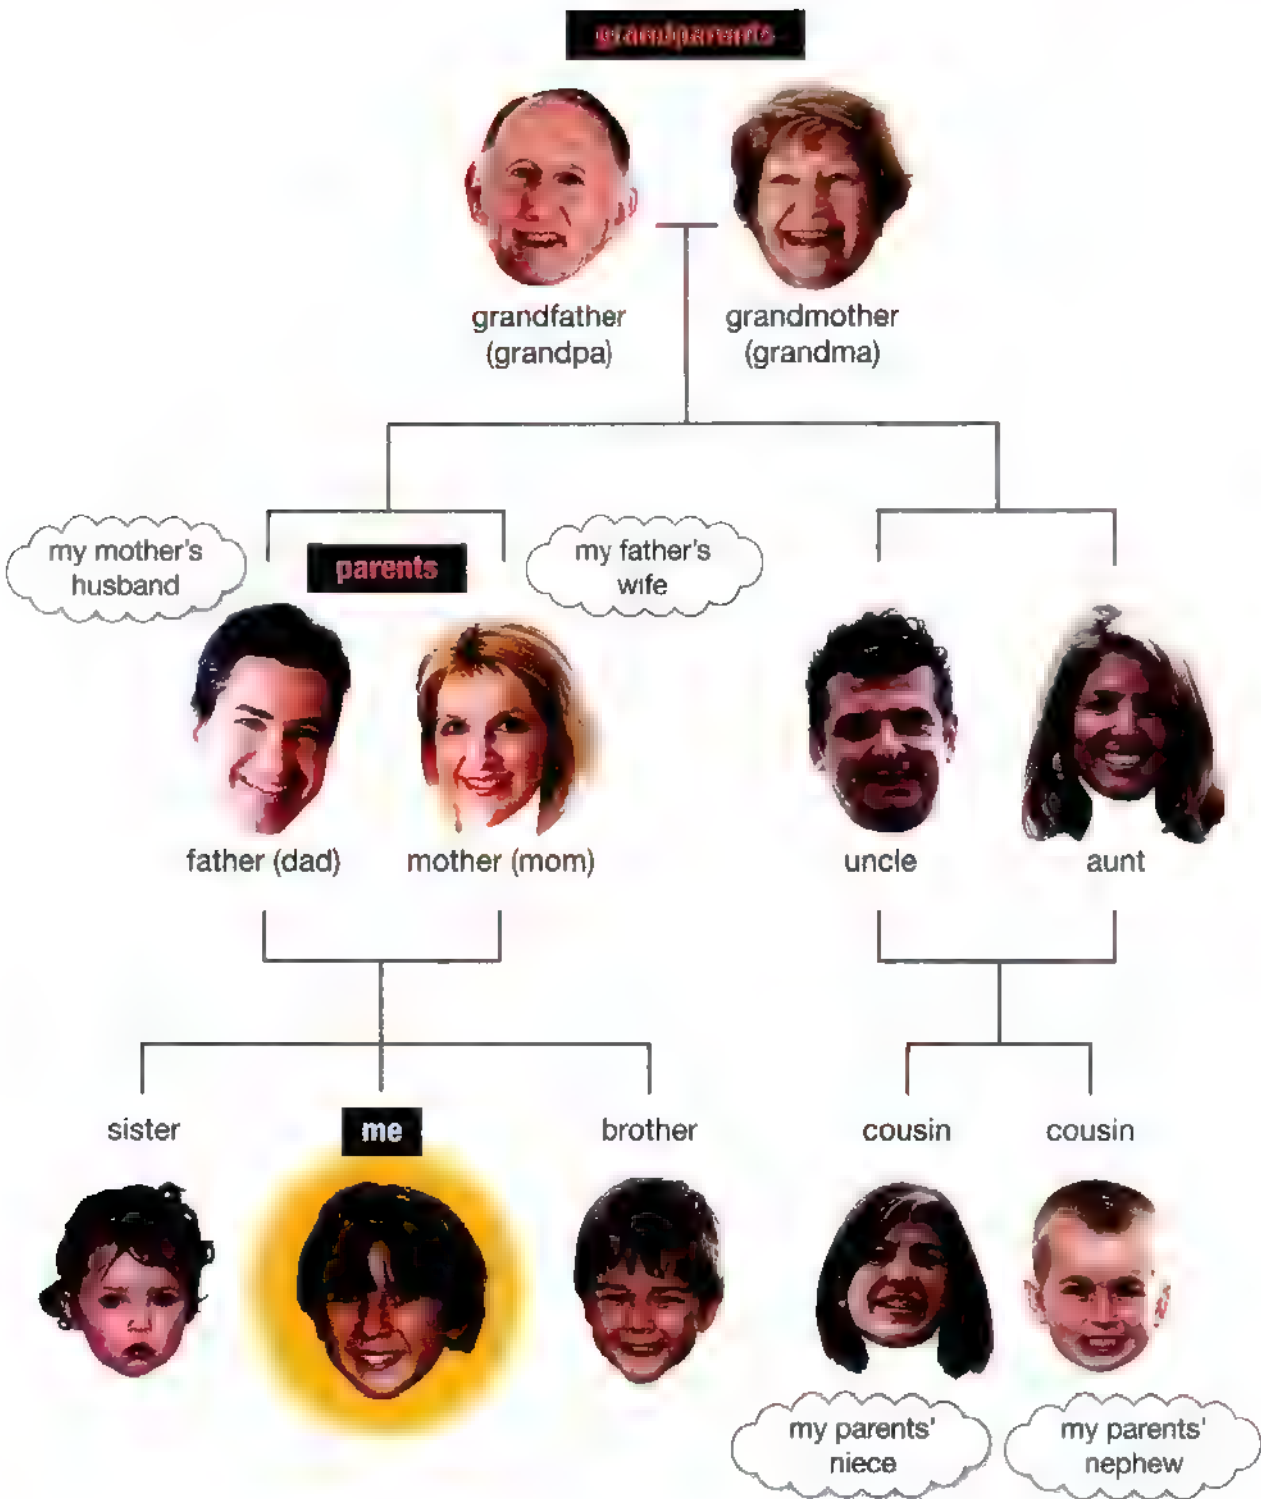 grandparents
grandfather
(grandpa)
grandmother
(grandma)
my mother's
husband
parents
my father's
wife
father (dad)
mother (mom)
uncle
aunt
sister
me
brother
cousin
cousin
my parents'
niece
my parents'
nephew